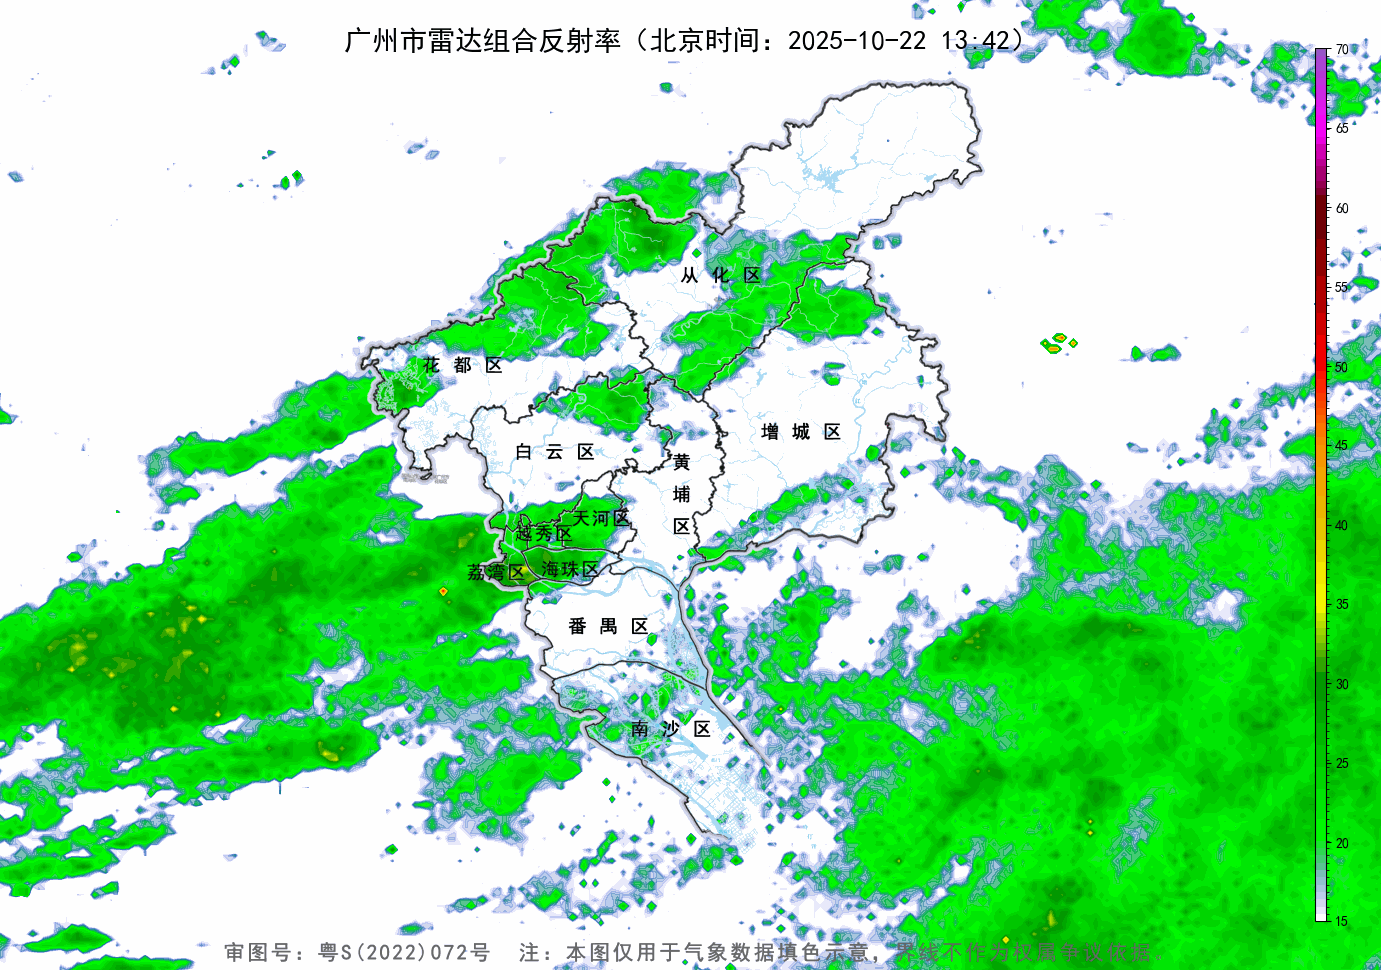 广州市雷达组合反射率（北京时间：2025-10-22 13:42）
70
65
60
55
50
45
40
35
30
25
20
15
从化区
花都区
增城区
白云区
黄埔区
天河区
越秀区
海珠区
荔湾区
番禺区
南沙区
审图号：粤S(2022)072号 注：本图仅用于气象数据填色示意，界线不作为权属争议依据.